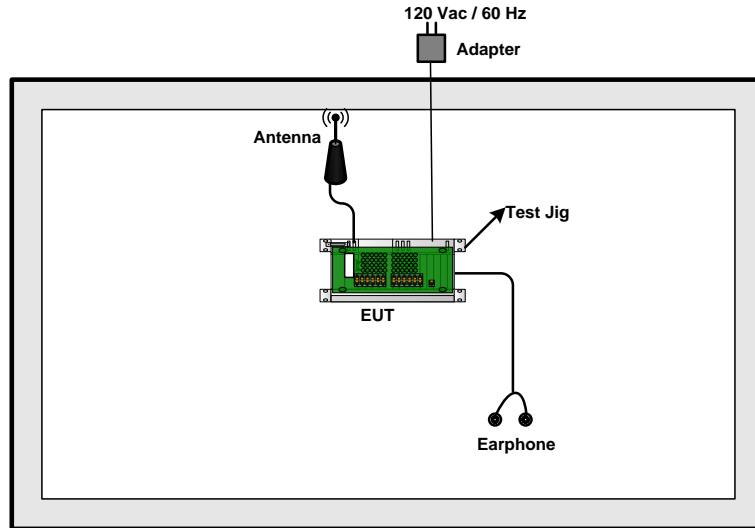 120 Vac / 60 Hz
Adapter
Antenna
Test Jig
EUT
Earphone